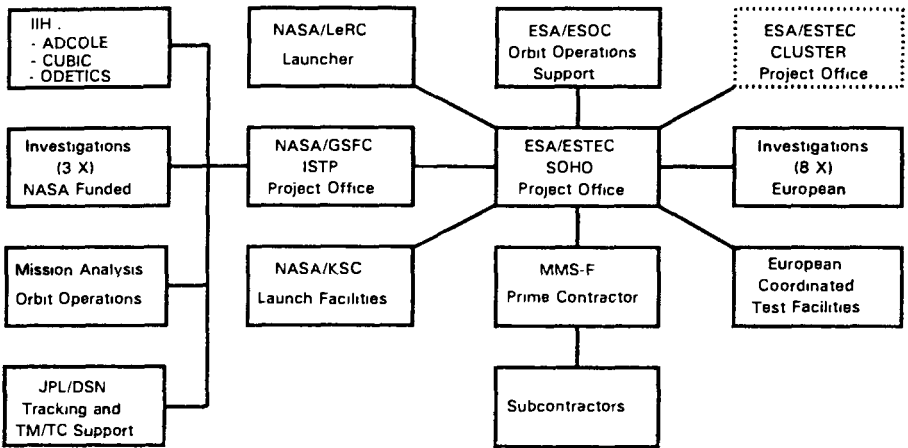 IIH .
- ADCOLE
- CUBIC
- ODETICS
NASA/LeRC
Launcher
ESA/ESOC
Orbit Operations
Support
ESA/ESTEC
CLUSTER
Project Office
Investigations
(3 X)
NASA Funded
NASA/GSFC
ISTP
Project Office
ESA/ESTEC
SOHO
Project Office
Investigations
(8 X)
European
Mission Analysis
Orbit Operations
NASA/KSC
Launch Facilities
MMS-F
Prime Contractor
European
Coordinated
Test Facilities
JPL/DSN
Tracking and
TM/TC Support
Subcontractors